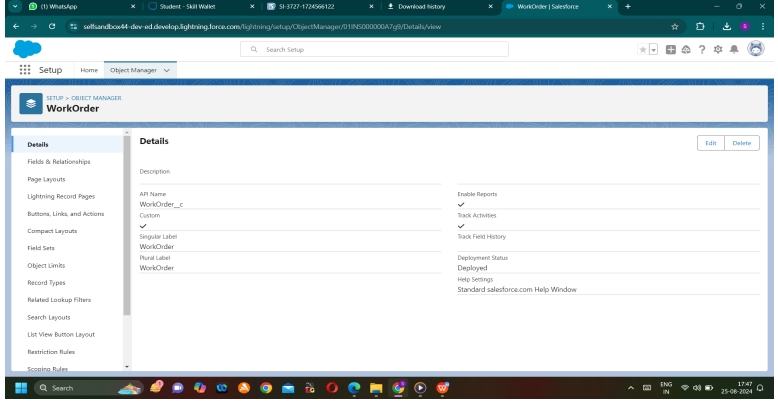 (1) WhatsApp
Student - Skill Wallet
SI-3727-1724566122
Download history
WorkOrder | Salesforce
selfsandbox44-dev-ed.develop.lightning.force.com/lightning/setup/ObjectManager/01INS000000A7g9/Details/view
S
Search Setup
Setup
Home
Object Manager
SETUP > OBJECT MANAGER
WorkOrder
Details
Fields & Relationships
Page Layouts
Lightning Record Pages
Buttons, Links, and Actions
Compact Layouts
Field Sets
Object Limits
Record Types
Related Lookup Filters
Search Layouts
List View Button Layout
Restriction Rules
Scoping Rules
Details
Edit
Delete
Description
API Name
WorkOrder__c
Custom
Singular Label
WorkOrder
Plural Label
WorkOrder
Enable Reports
Track Activities
Track Field History
Deployment Status
Deployed
Help Settings
Standard salesforce.com Help Window
Search
ENG
IN
17:47
25-08-2024